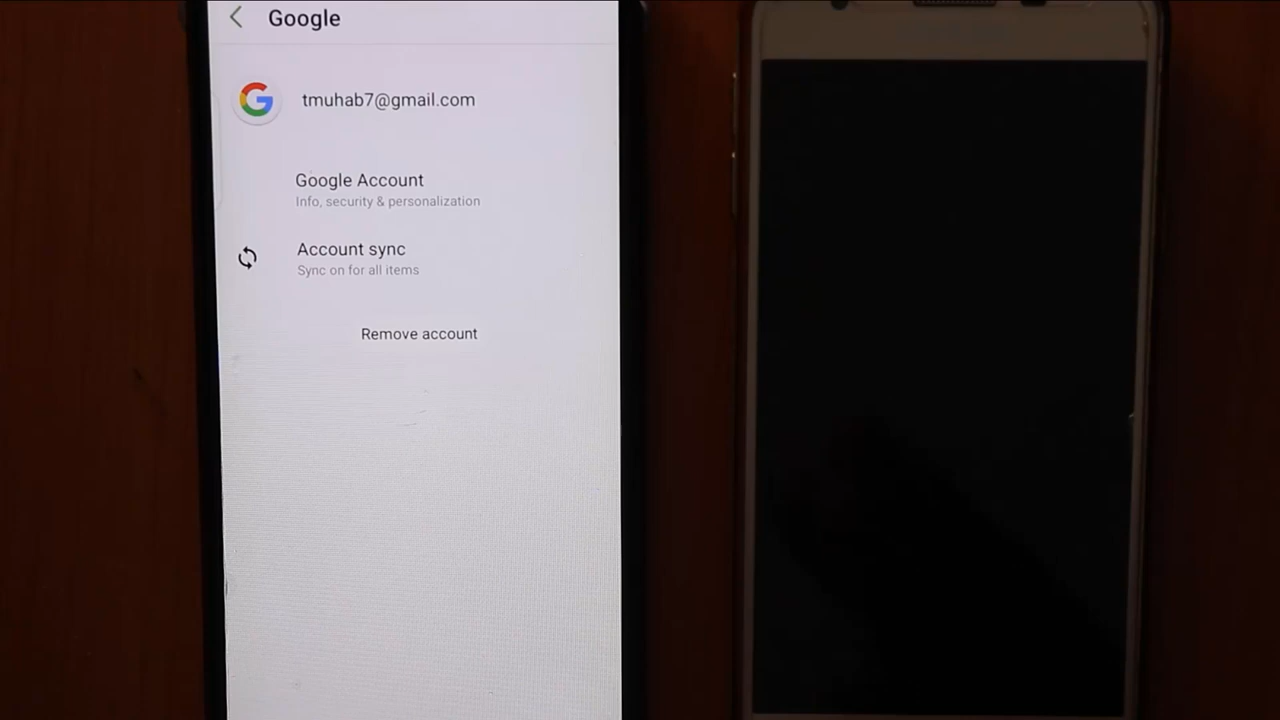 Google
tmuhab7@gmail.com
Google Account
Info, security & personalization
Account sync
Sync on for all items
Remove account